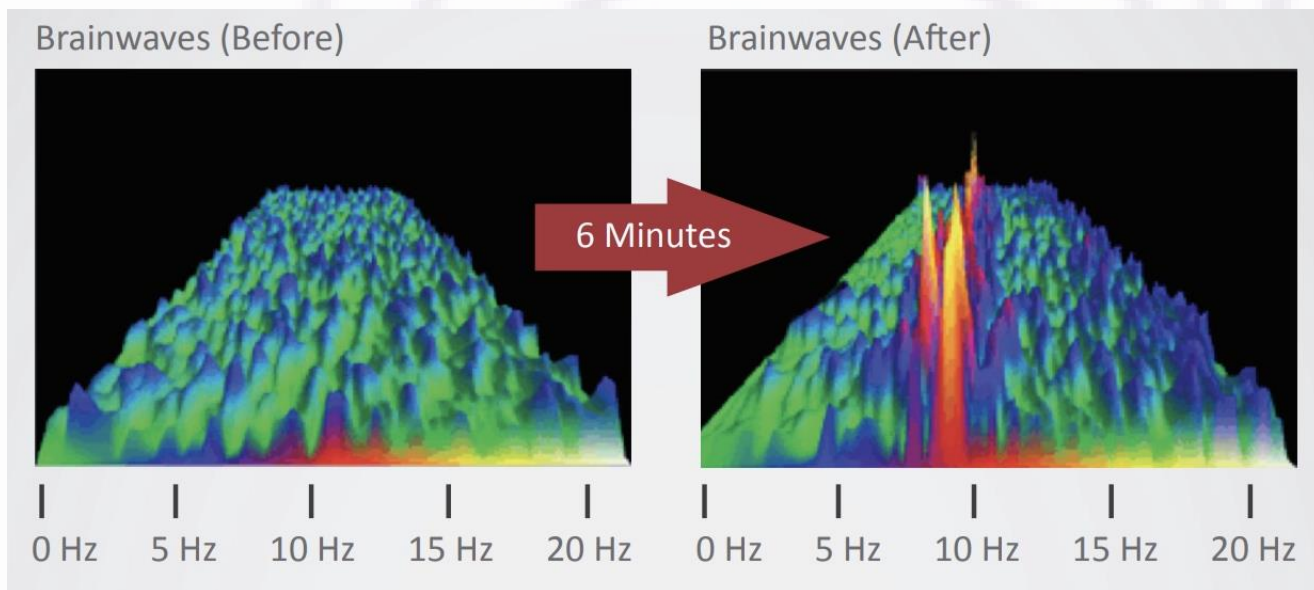 Brainwaves (Before)
Brainwaves (After)
6 Minutes
0 Hz 5 Hz 10 Hz 15 Hz 20 Hz
0 Hz 5 Hz 10 Hz 15 Hz 20 Hz